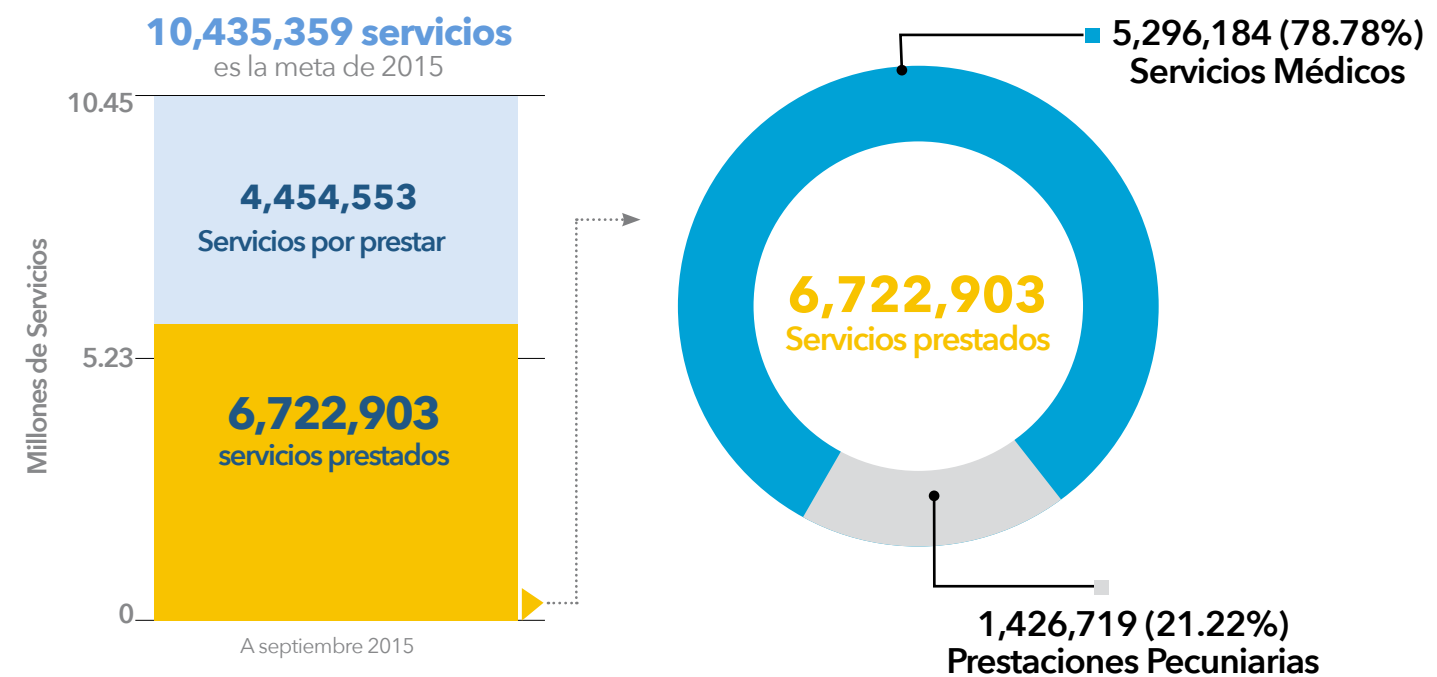 10,435,359 servicios
es la meta de 2015
10.45
5.23
0
Millones de Servicios
4,454,553
Servicios por prestar
6,722,903
servicios prestados
A septiembre 2015
5,296,184 (78.78%)
Servicios Médicos
6,722,903
Servicios prestados
1,426,719 (21.22%)
Prestaciones Pecuniarias